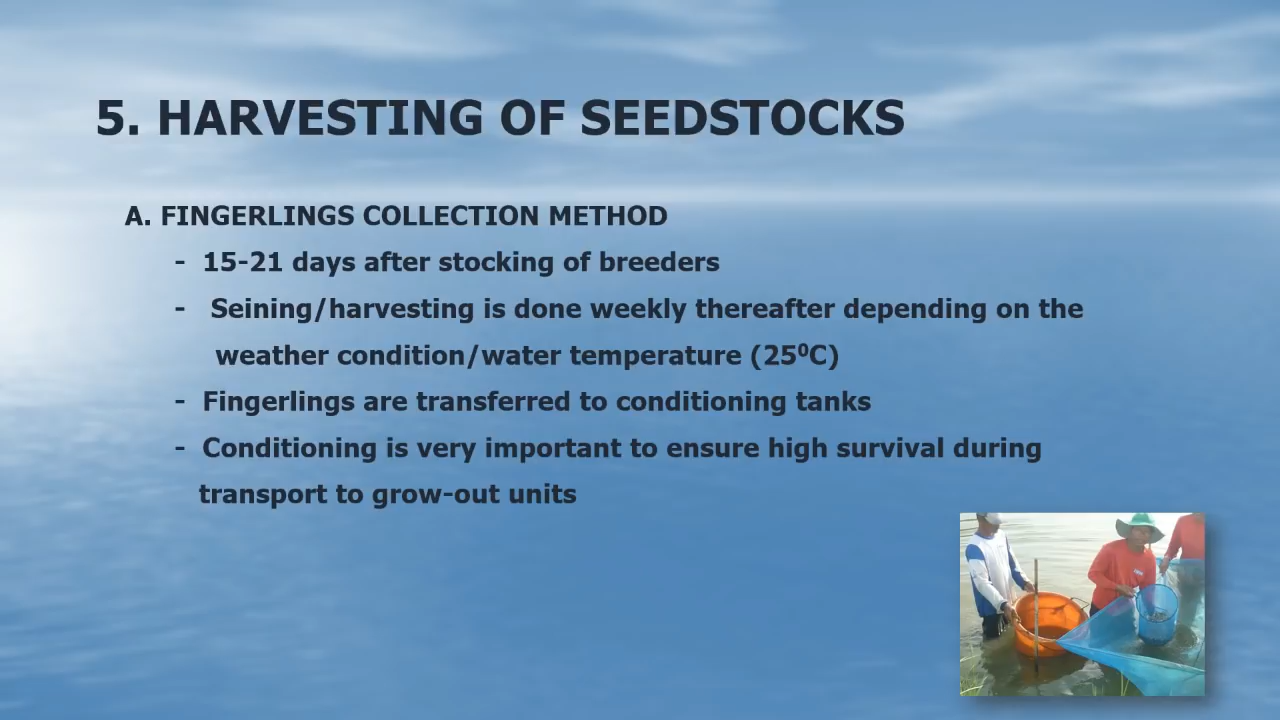 5. HARVESTING OF SEEDSTOCKS
A. FINGERLINGS COLLECTION METHOD
- 15-21 days after stocking of breeders
- Seining/harvesting is done weekly thereafter depending on the
weather condition/water temperature (25⁰C)
- Fingerlings are transferred to conditioning tanks
- Conditioning is very important to ensure high survival during
transport to grow-out units